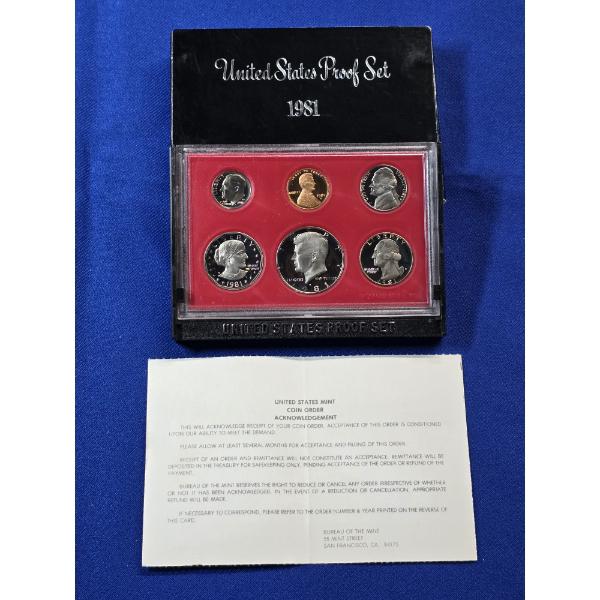 United States Proof Set
1981
LIBERTY
LIBERTY
1981
LIBERTY
UNITED STATES PROOF SET
UNITED STATES MINT
COIN ORDER
ACKNOWLEDGEMENT
THIS WILL ACKNOWLEDGE RECEIPT OF YOUR COIN ORDER. ACCEPTANCE OF THIS ORDER IS CONDITIONED
UPON OUR ABILITY TO MEET THE DEMAND.
PLEASE ALLOW AT LEAST SEVERAL MONTHS FOR ACCEPTANCE AND FILLING OF THIS ORDER.
RECEIPT OF AN ORDER AND REMITTANCE WILL NOT CONSTITUTE AN ACCEPTANCE. REMITTANCE WILL BE
DEPOSITED IN THE TREASURY FOR SAFEKEEPING ONLY, PENDING ACCEPTANCE OF THE ORDER OR REFUND OF THE
PAYMENT.
BUREAU OF THE MINT RESERVES THE RIGHT TO REDUCE OR CANCEL ANY ORDER IRRESPECTIVE OF WHETHER
OR NOT IT HAS BEEN ACKNOWLEDGED. IN THE EVENT OF A REDUCTION OR CANCELLATION, APPROPRIATE
REFUND WILL BE MADE.
IF NECESSARY TO CORRESPOND, PLEASE REFER TO THE ORDER NUMBER & YEAR PRINTED ON THE REVERSE OF
THIS CARD.
BUREAU OF THE MINT
55 MINT STREET
SAN FRANCISCO, CA. 94175